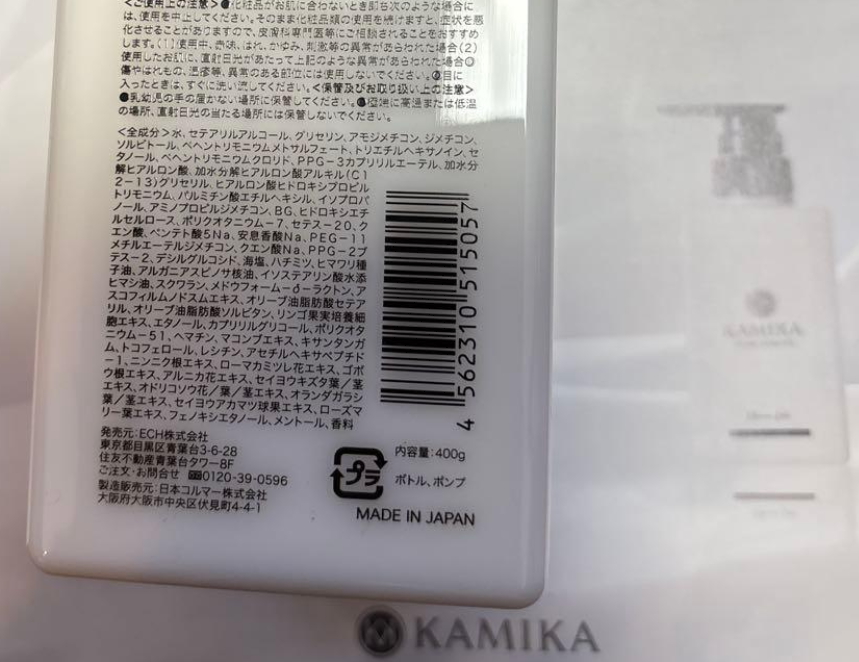 <ご使用上の注意>●化粧品がお肌に合わないとき即ち次のような場合に
は、使用を中止してください。そのまま化粧品類の使用を続けますと、症状を悪
化させることがありますので、皮膚科専門医等にご相談されることをおすすめ
します。(1)使用中、赤味、はれ、かゆみ、刺激等の異常があらわれた場合(2)
使用したお肌に、直射日光があたって上記のような異常があらわれた場合●
傷やはれもの、湿疹等、異常のある部位には使用しないでください。●目に
入ったときは、すぐに洗い流してください。<保管及びお取り扱い上の注意>
●乳幼児の手の届かない場所に保管してください。●極端に高温または低温
の場所、直射日光の当たる場所には保管しないでください。
<全成分>水、セテアリルアルコール、グリセリン、アモジメチコン、ジメチコン、
ソルビトール、ベヘントリモニウムメトサルフェート、トリエチルヘキサノイン、セ
タノール、ベヘントリモニウムクロリド、PPG-3カプリリルエーテル、加水分
解ヒアルロン酸、加水分解ヒアルロン酸アルキル(C1
2-13)グリセリル、ヒアルロン酸ヒドロキシプロピル
トリモニウム、パルミチン酸エチルヘキシル、イソプロパ
ノール、アミノプロピルジメチコン、BG、ヒドロキシエチ
ルセルロース、ポリクオタニウム-7、セテス-20、ク
エン酸、ペンテト酸5Na、安息香酸Na、PEG-11
メチルエーテルジメチコン、クエン酸Na、PPG-2ブ
テス-2、デシルグルコシド、海塩、ハチミツ、ヒマワリ種
子油、アルガニアスピノサ核油、イソステアリン酸水添
ヒマシ油、スクワラン、メドウフォーム-δ-ラクトン、ア
スコフィルムノドスムエキス、オリーブ油脂肪酸セテア
リル、オリーブ油脂肪酸ソルビタン、リンゴ果実培養細
胞エキス、エタノール、カプリリルグリコール、ポリクオタ
ニウム-51、ヘマチン、マコンブエキス、キサンタンガ
ム、トコフェロール、レシチン、アセチルヘキサペプチド
-1、ニンニク根エキス、ローマカミツレ花エキス、ゴボ
ウ根エキス、アルニカ花エキス、セイヨウキズタ葉/茎
エキス、オドリコソウ花/葉/茎エキス、オランダガラシ
葉/茎エキス、セイヨウアカマツ球果エキス、ローズマ
リー葉エキス、フェノキシエタノール、メントール、香料
4 562310 515057
発売元:ECH株式会社
東京都目黒区青葉台3-6-28
住友不動産青葉台タワー8F
ご注文・お問合せ 0120-39-0596
製造販売元:日本コルマー株式会社
大阪府大阪市中央区伏見町4-4-1
プラ
内容量:400g
ボトル、ポンプ
MADE IN JAPAN
KAMIKA
KAMIKA